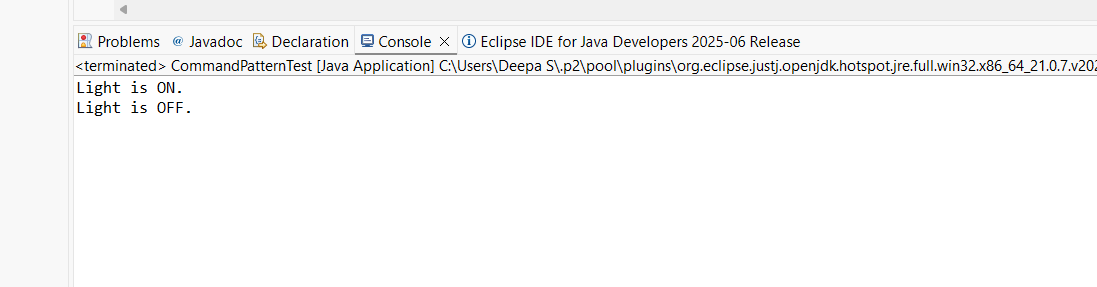 Problems @ Javadoc Declaration Console Eclipse IDE for Java Developers 2025-06 Release
<terminated> CommandPatternTest [Java Application] C:\Users\Deepa S\.p2\pool\plugins\org.eclipse.justj.openjdk.hotspot.jre.full.win32.x86_64_21.0.7.v202
Light is ON.
Light is OFF.